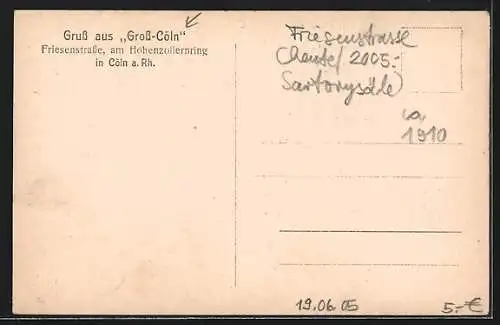 Gruß aus „Groß-Cöln"
Friesenstraße, am Hohenzollernring
in Cöln a. Rh.
Friesenstrasse
(heute/ 2005:
Sartorysäle)
ca
1910
19.06.05
5.-€